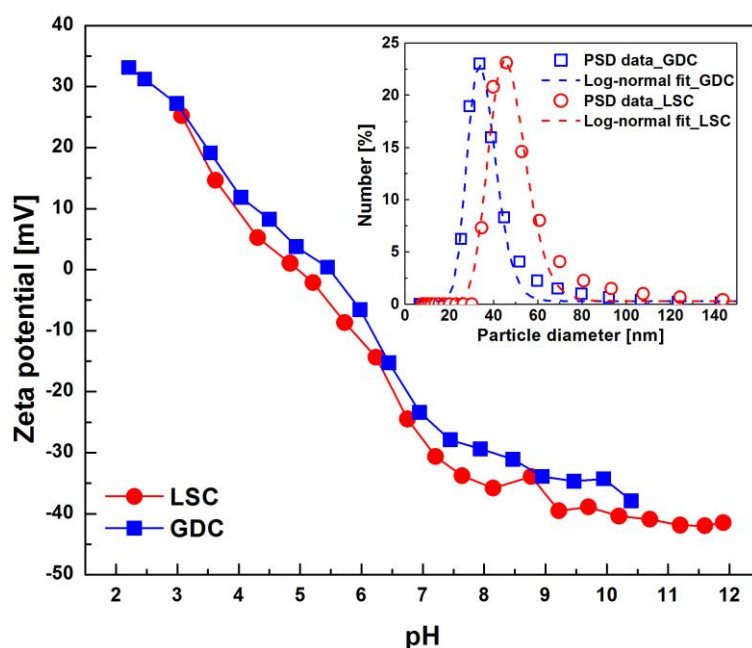 Zeta potential [mV]
40
30
20
10
0
-10
-20
-30
-40
-50
LSC
GDC
2 3 4 5 6 7 8 9 10 11 12
pH
Number [%]
25
20
15
10
5
0
PSD data_GDC
Log-normal fit_GDC
PSD data_LSC
Log-normal fit_LSC
0 20 40 60 80 100 120 140
Particle diameter [nm]